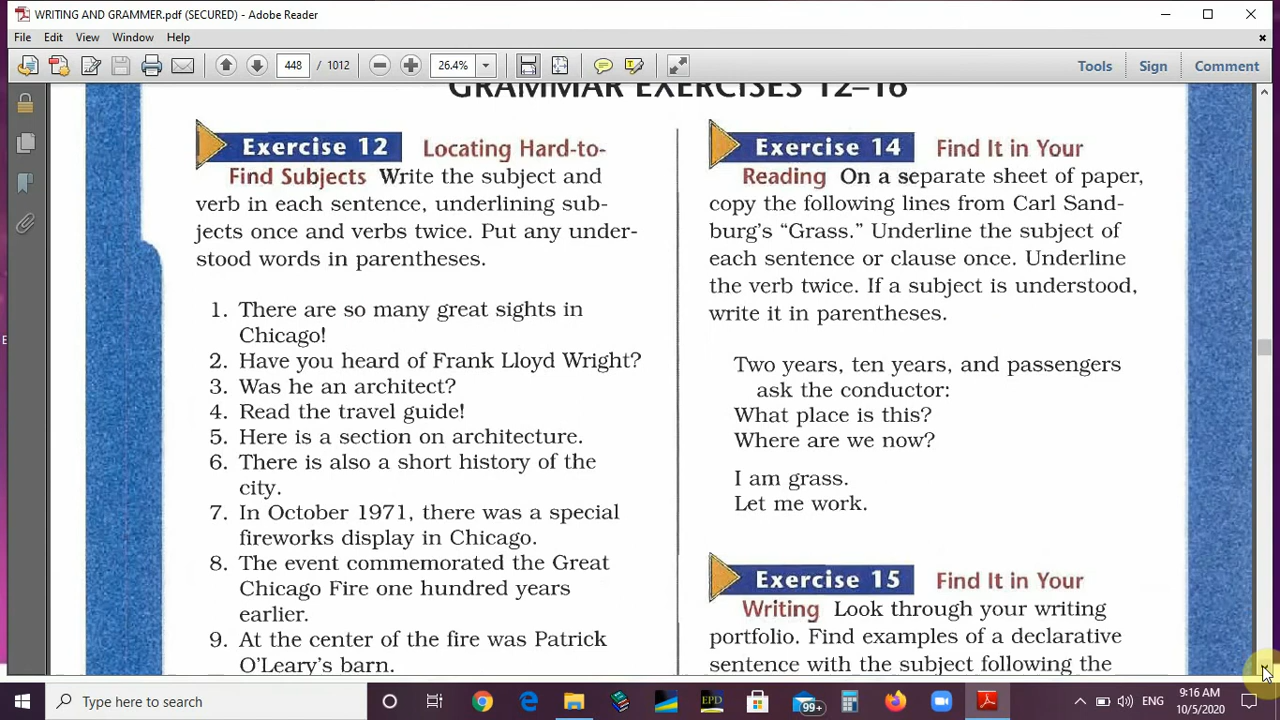 WRITING AND GRAMMER.pdf (SECURED) - Adobe Reader
File Edit View Window Help
448 / 1012 26.4% Tools Sign Comment
GRAMMAR EXERCISES 12–16
Exercise 12 Locating Hard-to-
Find Subjects Write the subject and
verb in each sentence, underlining sub-
jects once and verbs twice. Put any under-
stood words in parentheses.
1. There are so many great sights in
Chicago!
2. Have you heard of Frank Lloyd Wright?
3. Was he an architect?
4. Read the travel guide!
5. Here is a section on architecture.
6. There is also a short history of the
city.
7. In October 1971, there was a special
fireworks display in Chicago.
8. The event commemorated the Great
Chicago Fire one hundred years
earlier.
9. At the center of the fire was Patrick
O'Leary's barn.
Exercise 14 Find It in Your
Reading On a separate sheet of paper,
copy the following lines from Carl Sand-
burg's “Grass.” Underline the subject of
each sentence or clause once. Underline
the verb twice. If a subject is understood,
write it in parentheses.
Two years, ten years, and passengers
ask the conductor:
What place is this?
Where are we now?
I am grass.
Let me work.
Exercise 15 Find It in Your
Writing Look through your writing
portfolio. Find examples of a declarative
sentence with the subject following the
Type here to search
EPD
99+
ENG
9:16 AM
10/5/2020